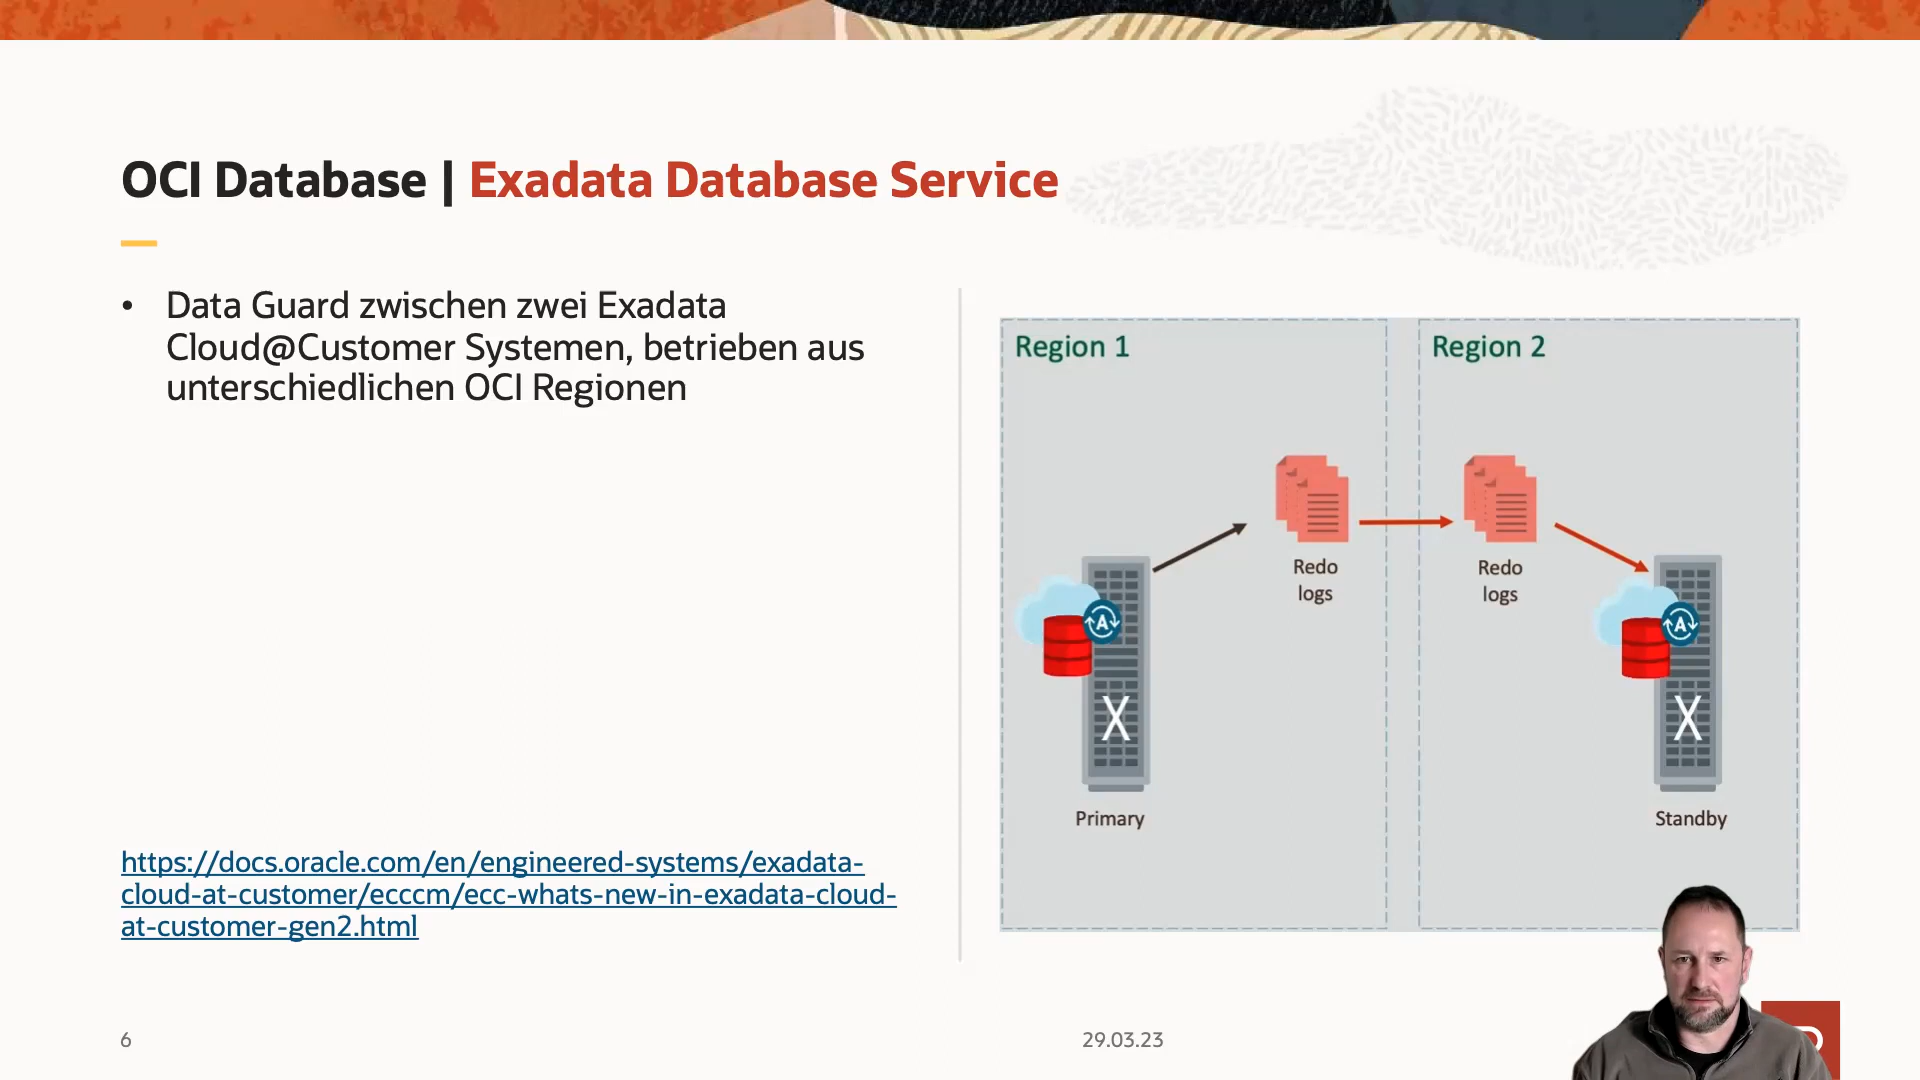 OCI Database | Exadata Database Service
• Data Guard zwischen zwei Exadata
Cloud@Customer Systemen, betrieben aus
unterschiedlichen OCI Regionen
https://docs.oracle.com/en/engineered-systems/exadata-
cloud-at-customer/ecccm/ecc-whats-new-in-exadata-cloud-
at-customer-gen2.html
Region 1
Region 2
Redo
logs
Redo
logs
A
X
A
X
Primary
Standby
6
29.03.23